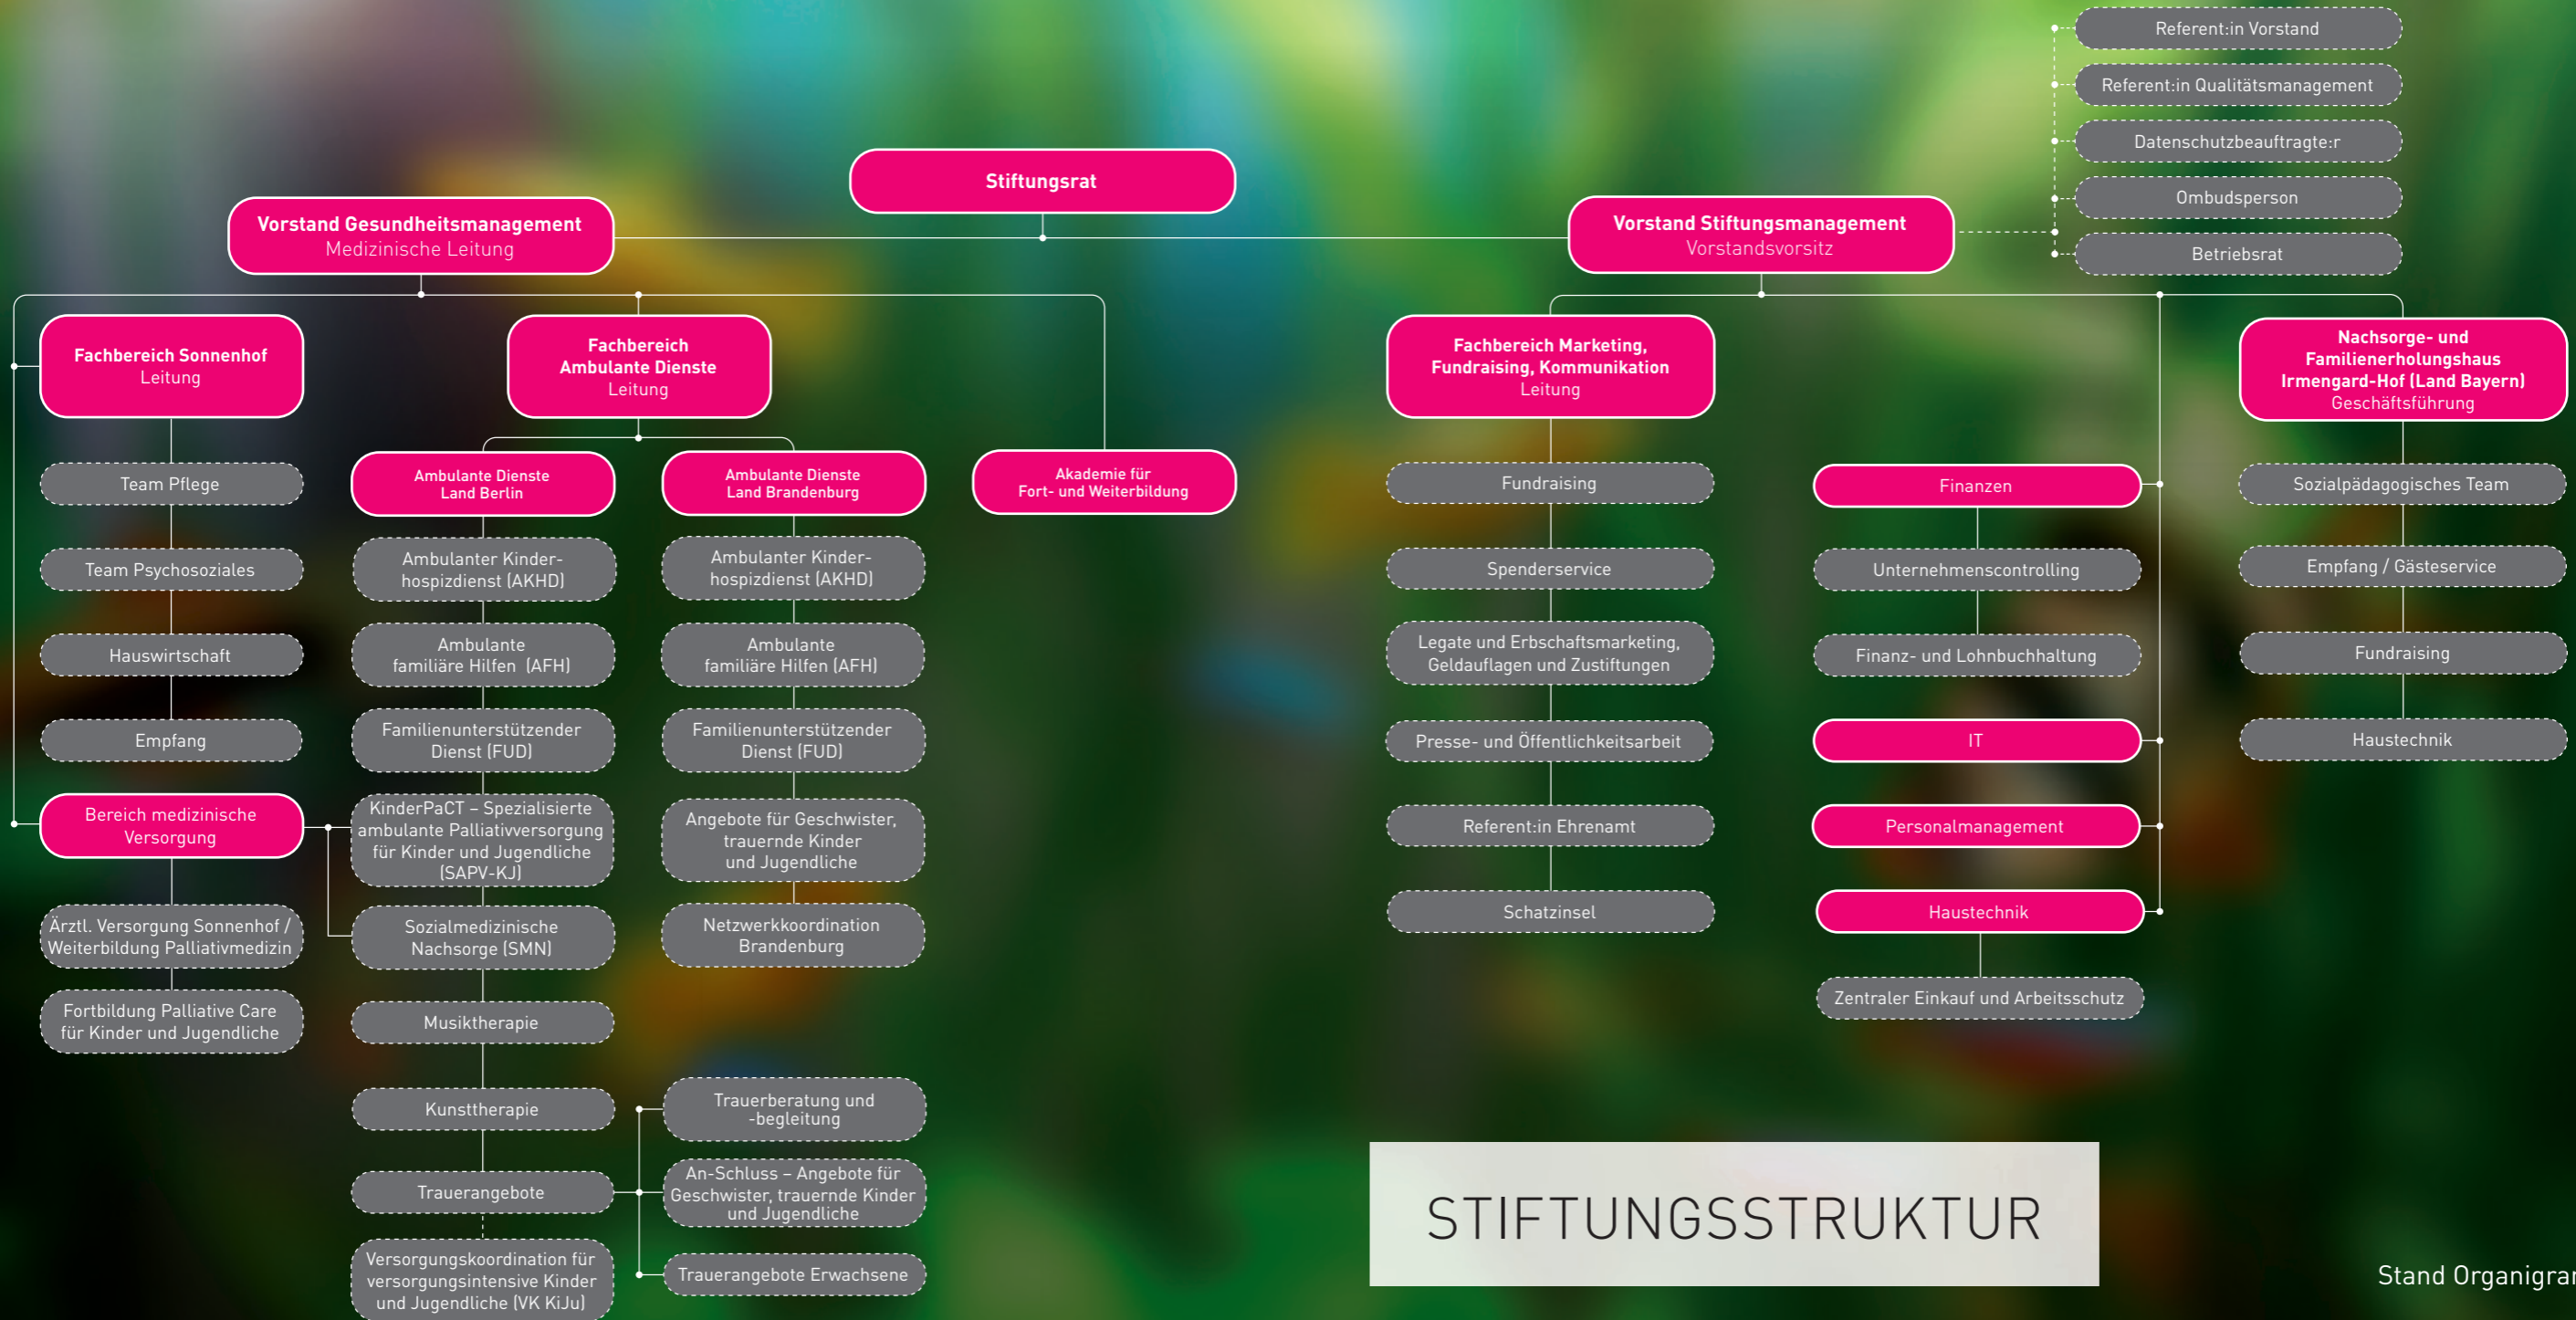 Referent:in Vorstand
Referent:in Qualitätsmanagement
Datenschutzbeauftragte:r
Ombudsperson
Betriebsrat
Stiftungsrat
Vorstand Gesundheitsmanagement
Medizinische Leitung
Vorstand Stiftungsmanagement
Vorstandsvorsitz
Fachbereich Sonnenhof
Leitung
Team Pflege
Team Psychosoziales
Hauswirtschaft
Empfang
Bereich medizinische
Versorgung
Ärztl. Versorgung Sonnenhof /
Weiterbildung Palliativmedizin
Fortbildung Palliative Care
für Kinder und Jugendliche
Fachbereich
Ambulante Dienste
Leitung
Ambulante Dienste
Land Berlin
Ambulanter Kinder-
hospizdienst (AKHD)
Ambulante
familiäre Hilfen (AFH)
Familienunterstützender
Dienst (FUD)
KinderPaCT – Spezialisierte
ambulante Palliativversorgung
für Kinder und Jugendliche
(SAPV-KJ)
Sozialmedizinische
Nachsorge (SMN)
Musiktherapie
Kunsttherapie
Trauerangebote
Versorgungskoordination für
versorgungsintensive Kinder
und Jugendliche (VK KiJu)
Ambulante Dienste
Land Brandenburg
Ambulanter Kinder-
hospizdienst (AKHD)
Ambulante
familiäre Hilfen (AFH)
Familienunterstützender
Dienst (FUD)
Angebote für Geschwister,
trauernde Kinder
und Jugendliche
Netzwerkkoordination
Brandenburg
Trauerberatung und
-begleitung
An-Schluss – Angebote für
Geschwister, trauernde Kinder
und Jugendliche
Trauerangebote Erwachsene
Akademie für
Fort- und Weiterbildung
Fachbereich Marketing,
Fundraising, Kommunikation
Leitung
Fundraising
Spenderservice
Legate und Erbschaftsmarketing,
Geldauflagen und Zustiftungen
Presse- und Öffentlichkeitsarbeit
Referent:in Ehrenamt
Schatzinsel
Finanzen
Unternehmenscontrolling
Finanz- und Lohnbuchhaltung
IT
Personalmanagement
Haustechnik
Zentraler Einkauf und Arbeitsschutz
Nachsorge- und
Familienerholungshaus
Irmengard-Hof (Land Bayern)
Geschäftsführung
Sozialpädagogisches Team
Empfang / Gästeservice
Fundraising
Haustechnik
STIFTUNGSSTRUKTUR
Stand